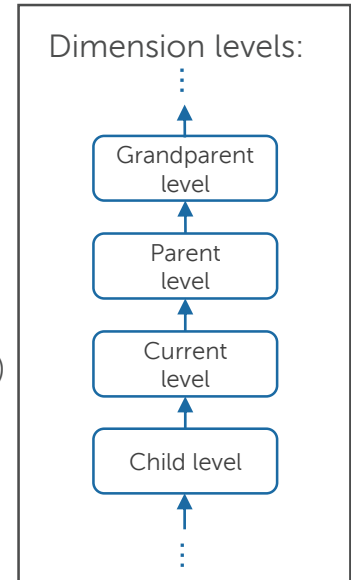 Dimension levels:
⋮
Grandparent
level
Parent
level
)
Current
level
Child level
⋮